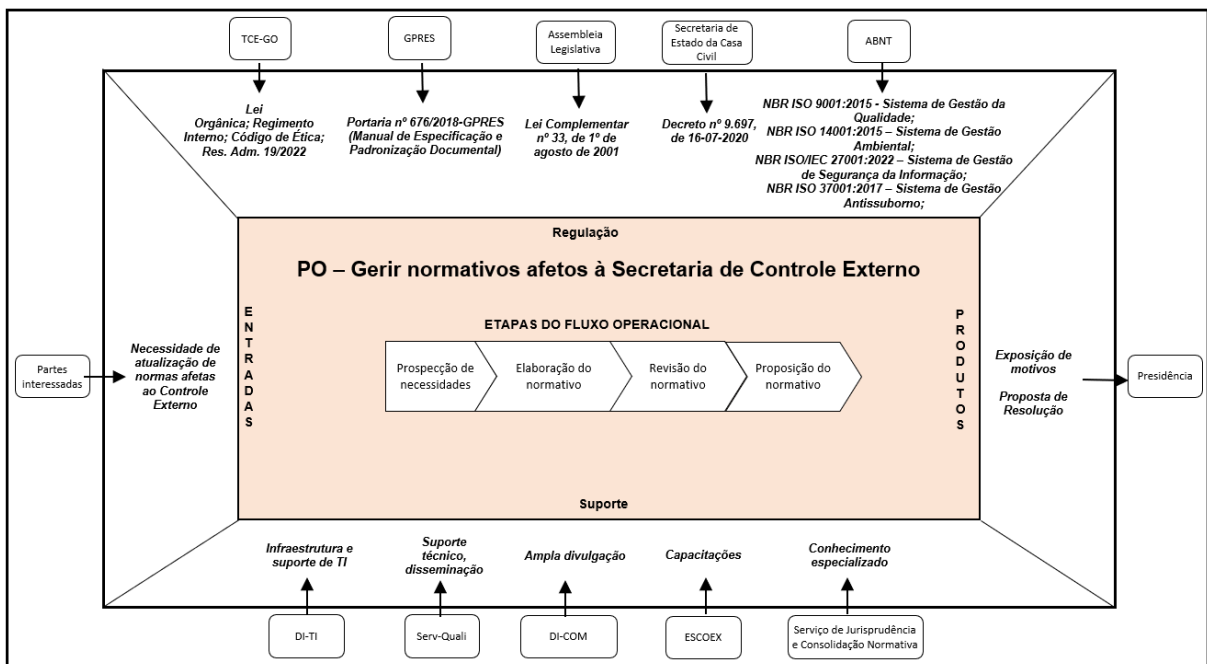 TCE-GO
GPRES
Assembleia
Legislativa
Secretaria de
Estado da Casa
Civil
ABNT
Lei
Orgânica; Regimento
Interno; Código de Ética;
Res. Adm. 19/2022
Portaria nº 676/2018-GPRES
(Manual de Especificação e
Padronização Documental)
Lei Complementar
nº 33, de 1º de
agosto de 2001
Decreto nº 9.697,
de 16-07-2020
NBR ISO 9001:2015 - Sistema de Gestão da
Qualidade;
NBR ISO 14001:2015 – Sistema de Gestão
Ambiental;
NBR ISO/IEC 27001:2022 – Sistema de Gestão
de Segurança da Informação;
NBR ISO 37001:2017 – Sistema de Gestão
Antissuborno;
Regulação
PO – Gerir normativos afetos à Secretaria de Controle Externo
Partes
interessadas
Necessidade de
atualização de
normas afetas
ao Controle
Externo
ENTRADAS
ETAPAS DO FLUXO OPERACIONAL
Prospecção de
necessidades
Elaboração do
normativo
Revisão do
normativo
Proposição do
normativo
PRODUTOS
Exposição de
motivos
Proposta de
Resolução
Presidência
Suporte
Infraestrutura e
suporte de TI
Suporte
técnico,
disseminação
Ampla divulgação
Capacitações
Conhecimento
especializado
DI-TI
Serv-Quali
DI-COM
ESCOEX
Serviço de Jurisprudência
e Consolidação Normativa